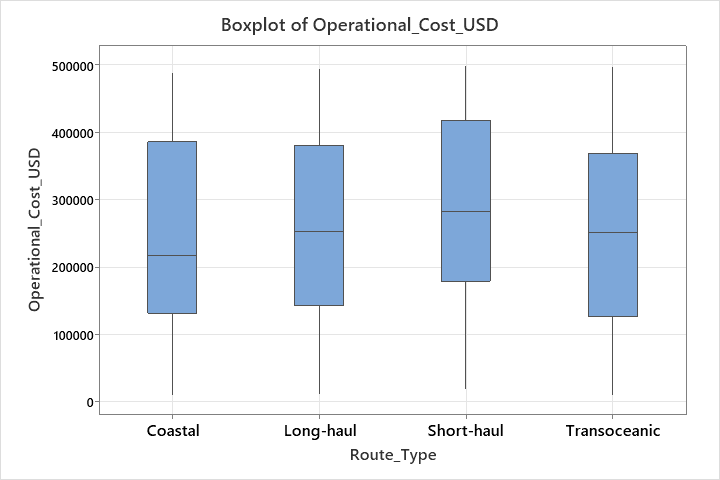 Boxplot of Operational_Cost_USD
Operational_Cost_USD
500000
400000
300000
200000
100000
0
Coastal
Long-haul
Short-haul
Transoceanic
Route_Type